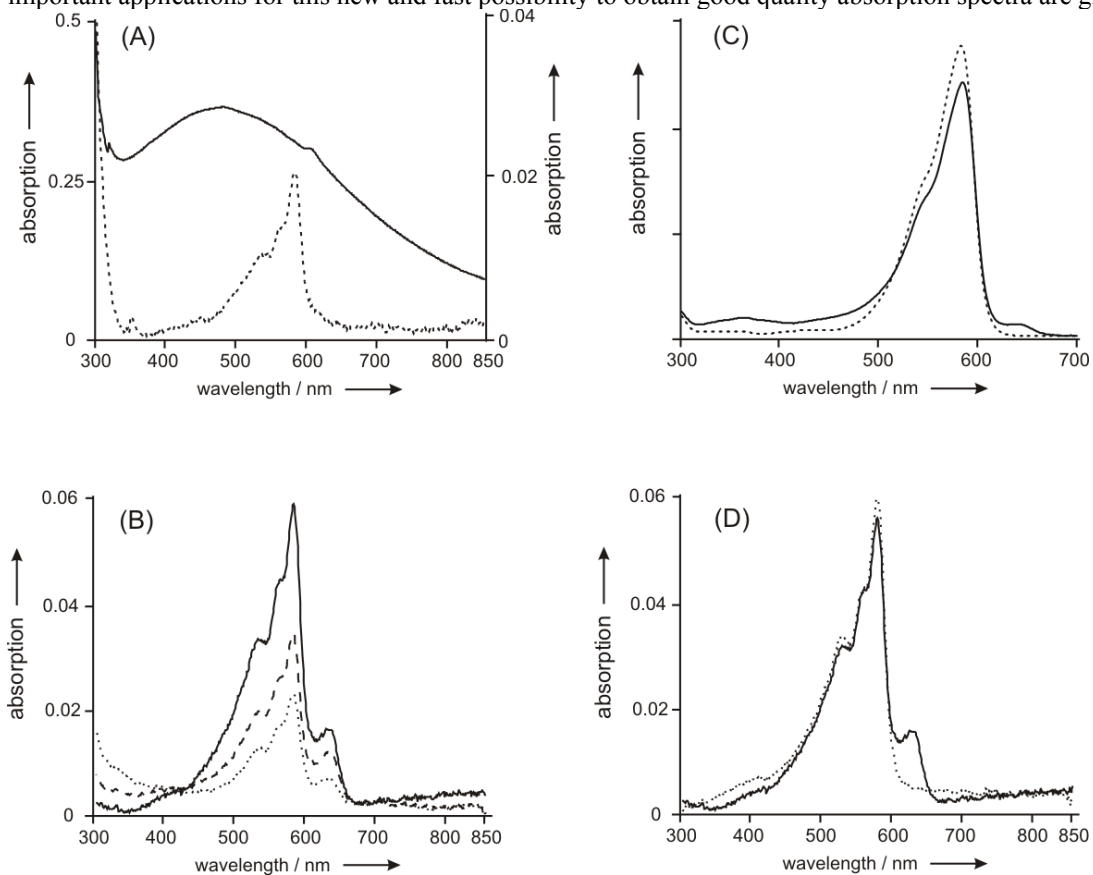 important applications for this new and fast possibility to obtain good quality absorption spectra are g
(A)
0.5
0.25
0
absorption
0.04
0.02
0
absorption
300 400 500 600 700 800 850
wavelength / nm
(C)
absorption
300 400 500 600 700
wavelength / nm
(B)
0.06
0.04
0.02
0
absorption
300 400 500 600 700 800 850
wavelength / nm
(D)
0.06
0.04
0.02
0
absorption
300 400 500 600 700 800 850
wavelength / nm